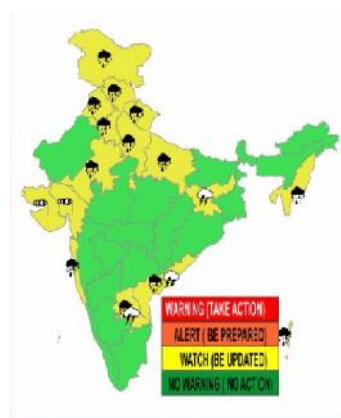 WARNING (TAKE ACTION)
ALERT ( BE PREPARED)
WATCH (BE UPDATED)
NO WARNING ( NO ACTION)